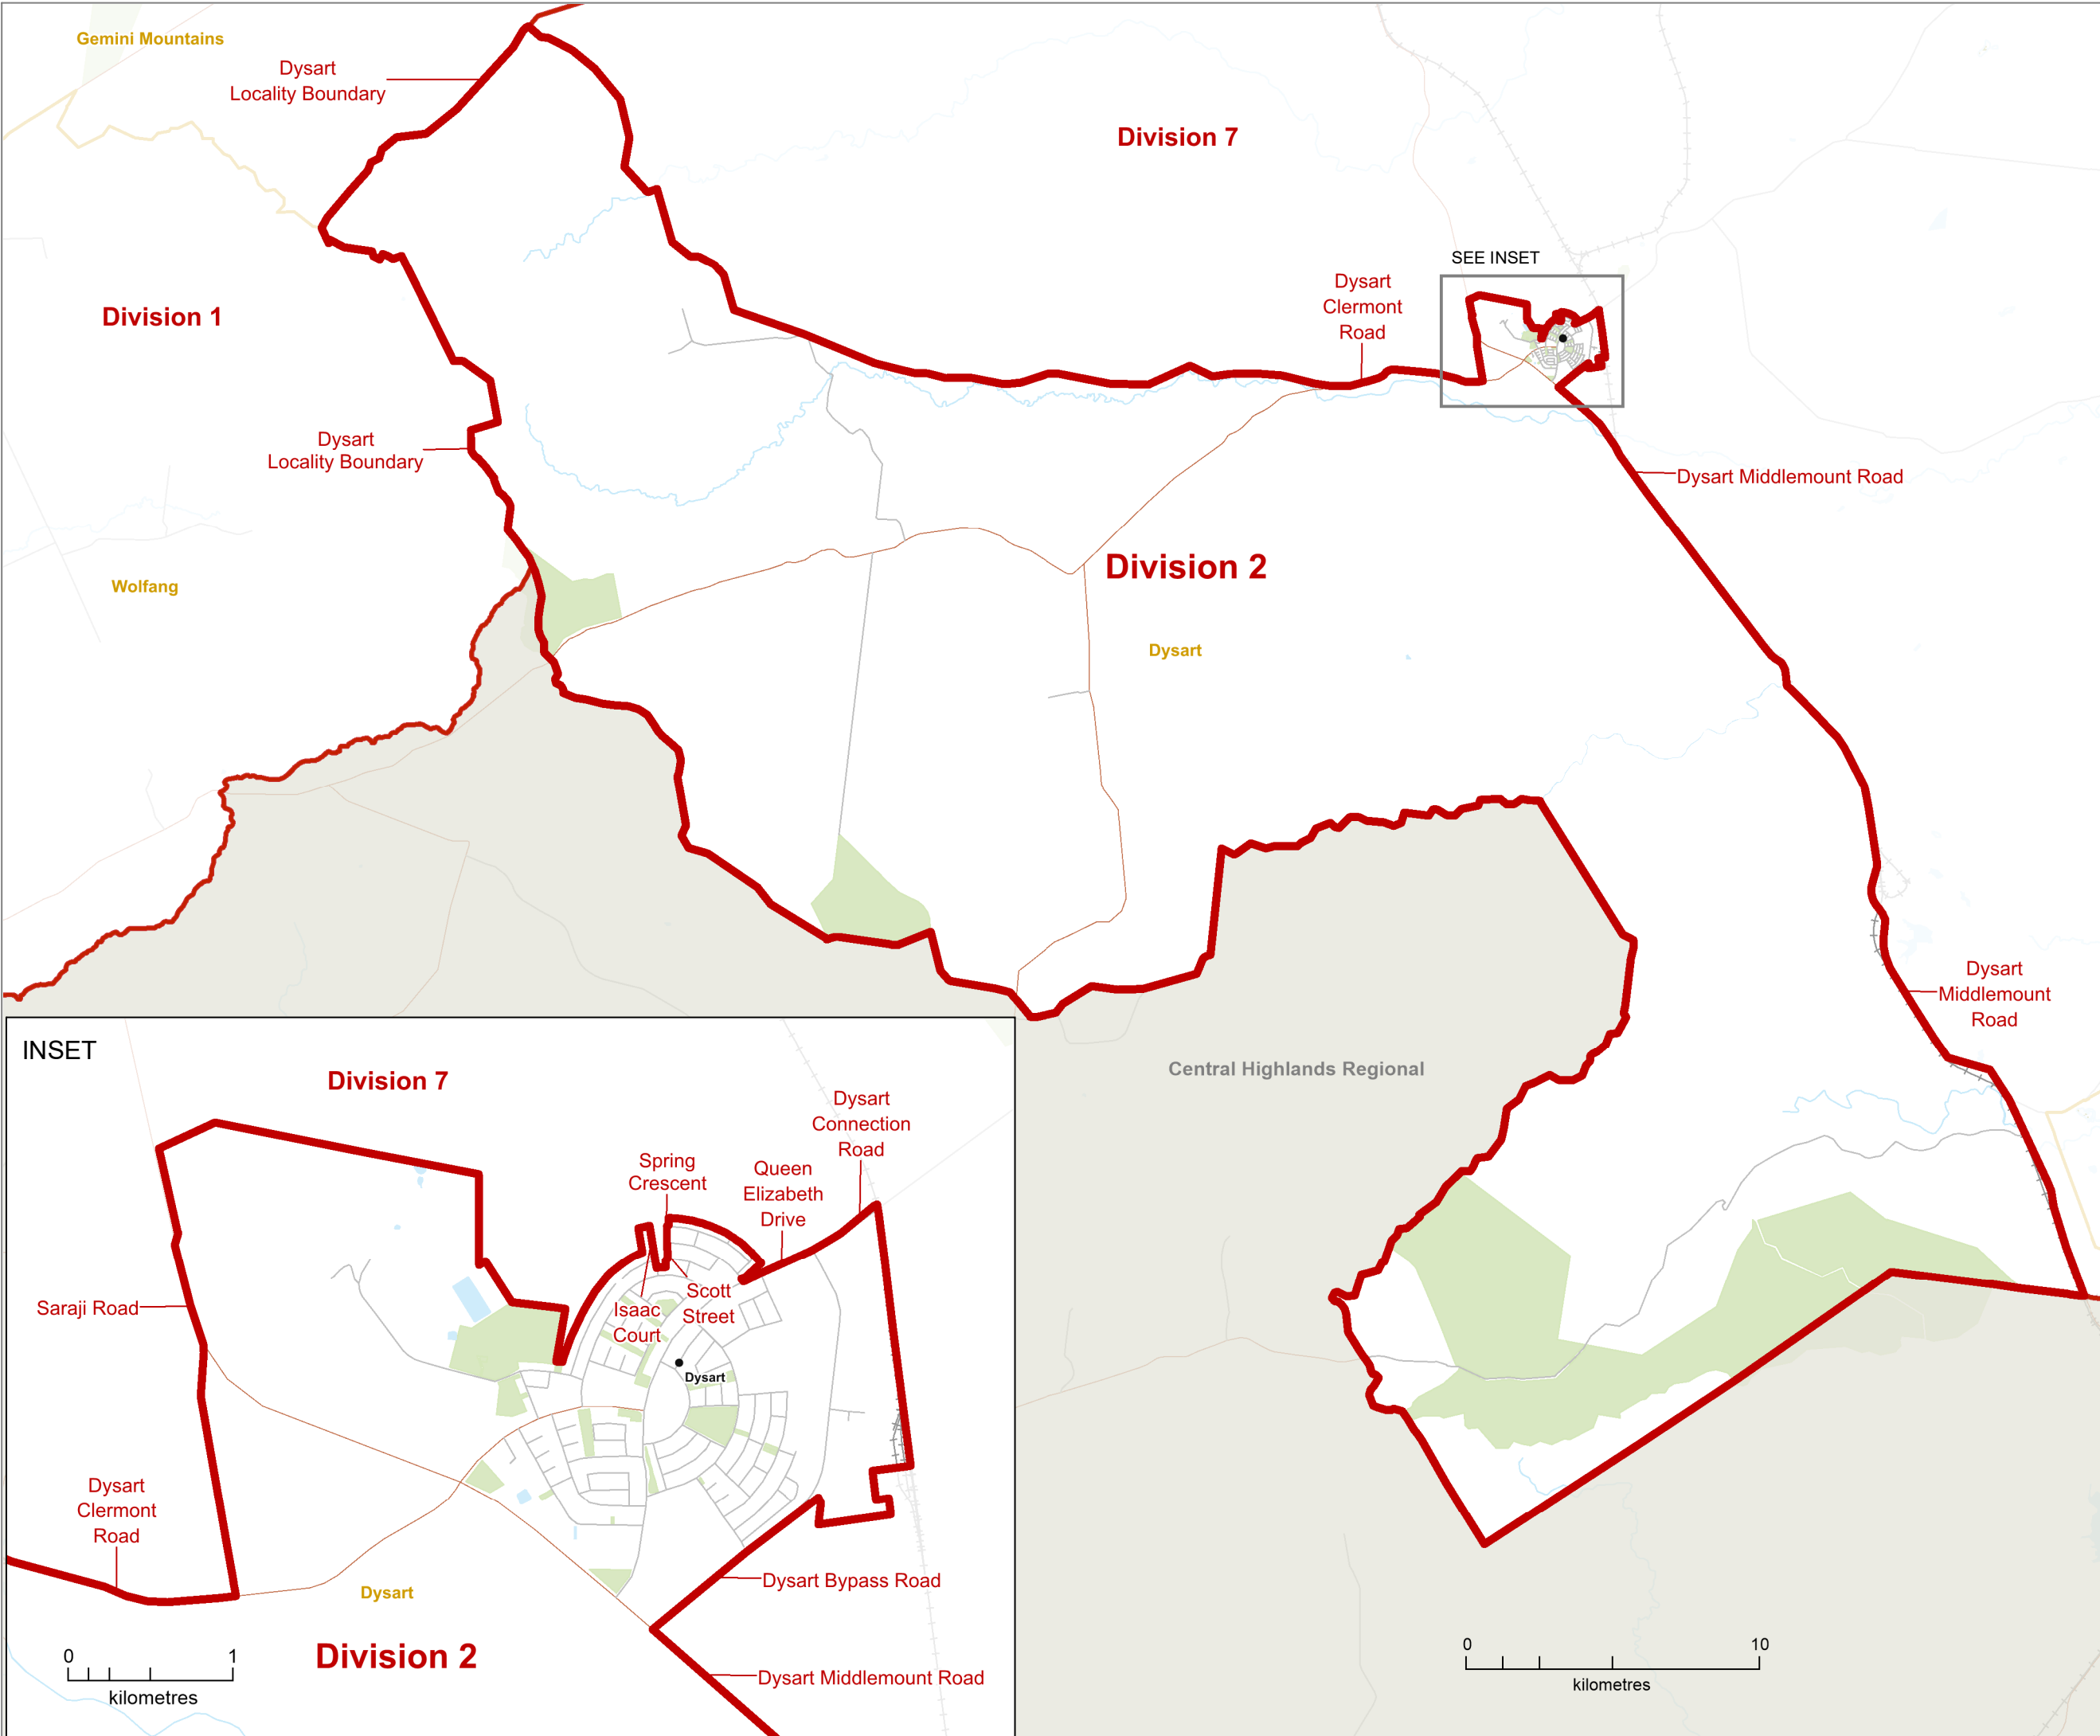 Gemini Mountains
Dysart
Locality Boundary
Division 7
Division 1
SEE INSET
Dysart
Clermont
Road
Dysart
Locality Boundary
Dysart Middlemount Road
Division 2
Wolfang
Dysart
Dysart
Middlemount
Road
Central Highlands Regional
INSET
Division 7
Dysart
Connection
Road
Spring
Crescent
Queen
Elizabeth
Drive
Saraji Road
Isaac
Court
Scott
Street
Dysart
Dysart
Clermont
Road
Dysart Bypass Road
Dysart
Division 2
Dysart Middlemount Road
0 1
kilometres
0 10
kilometres